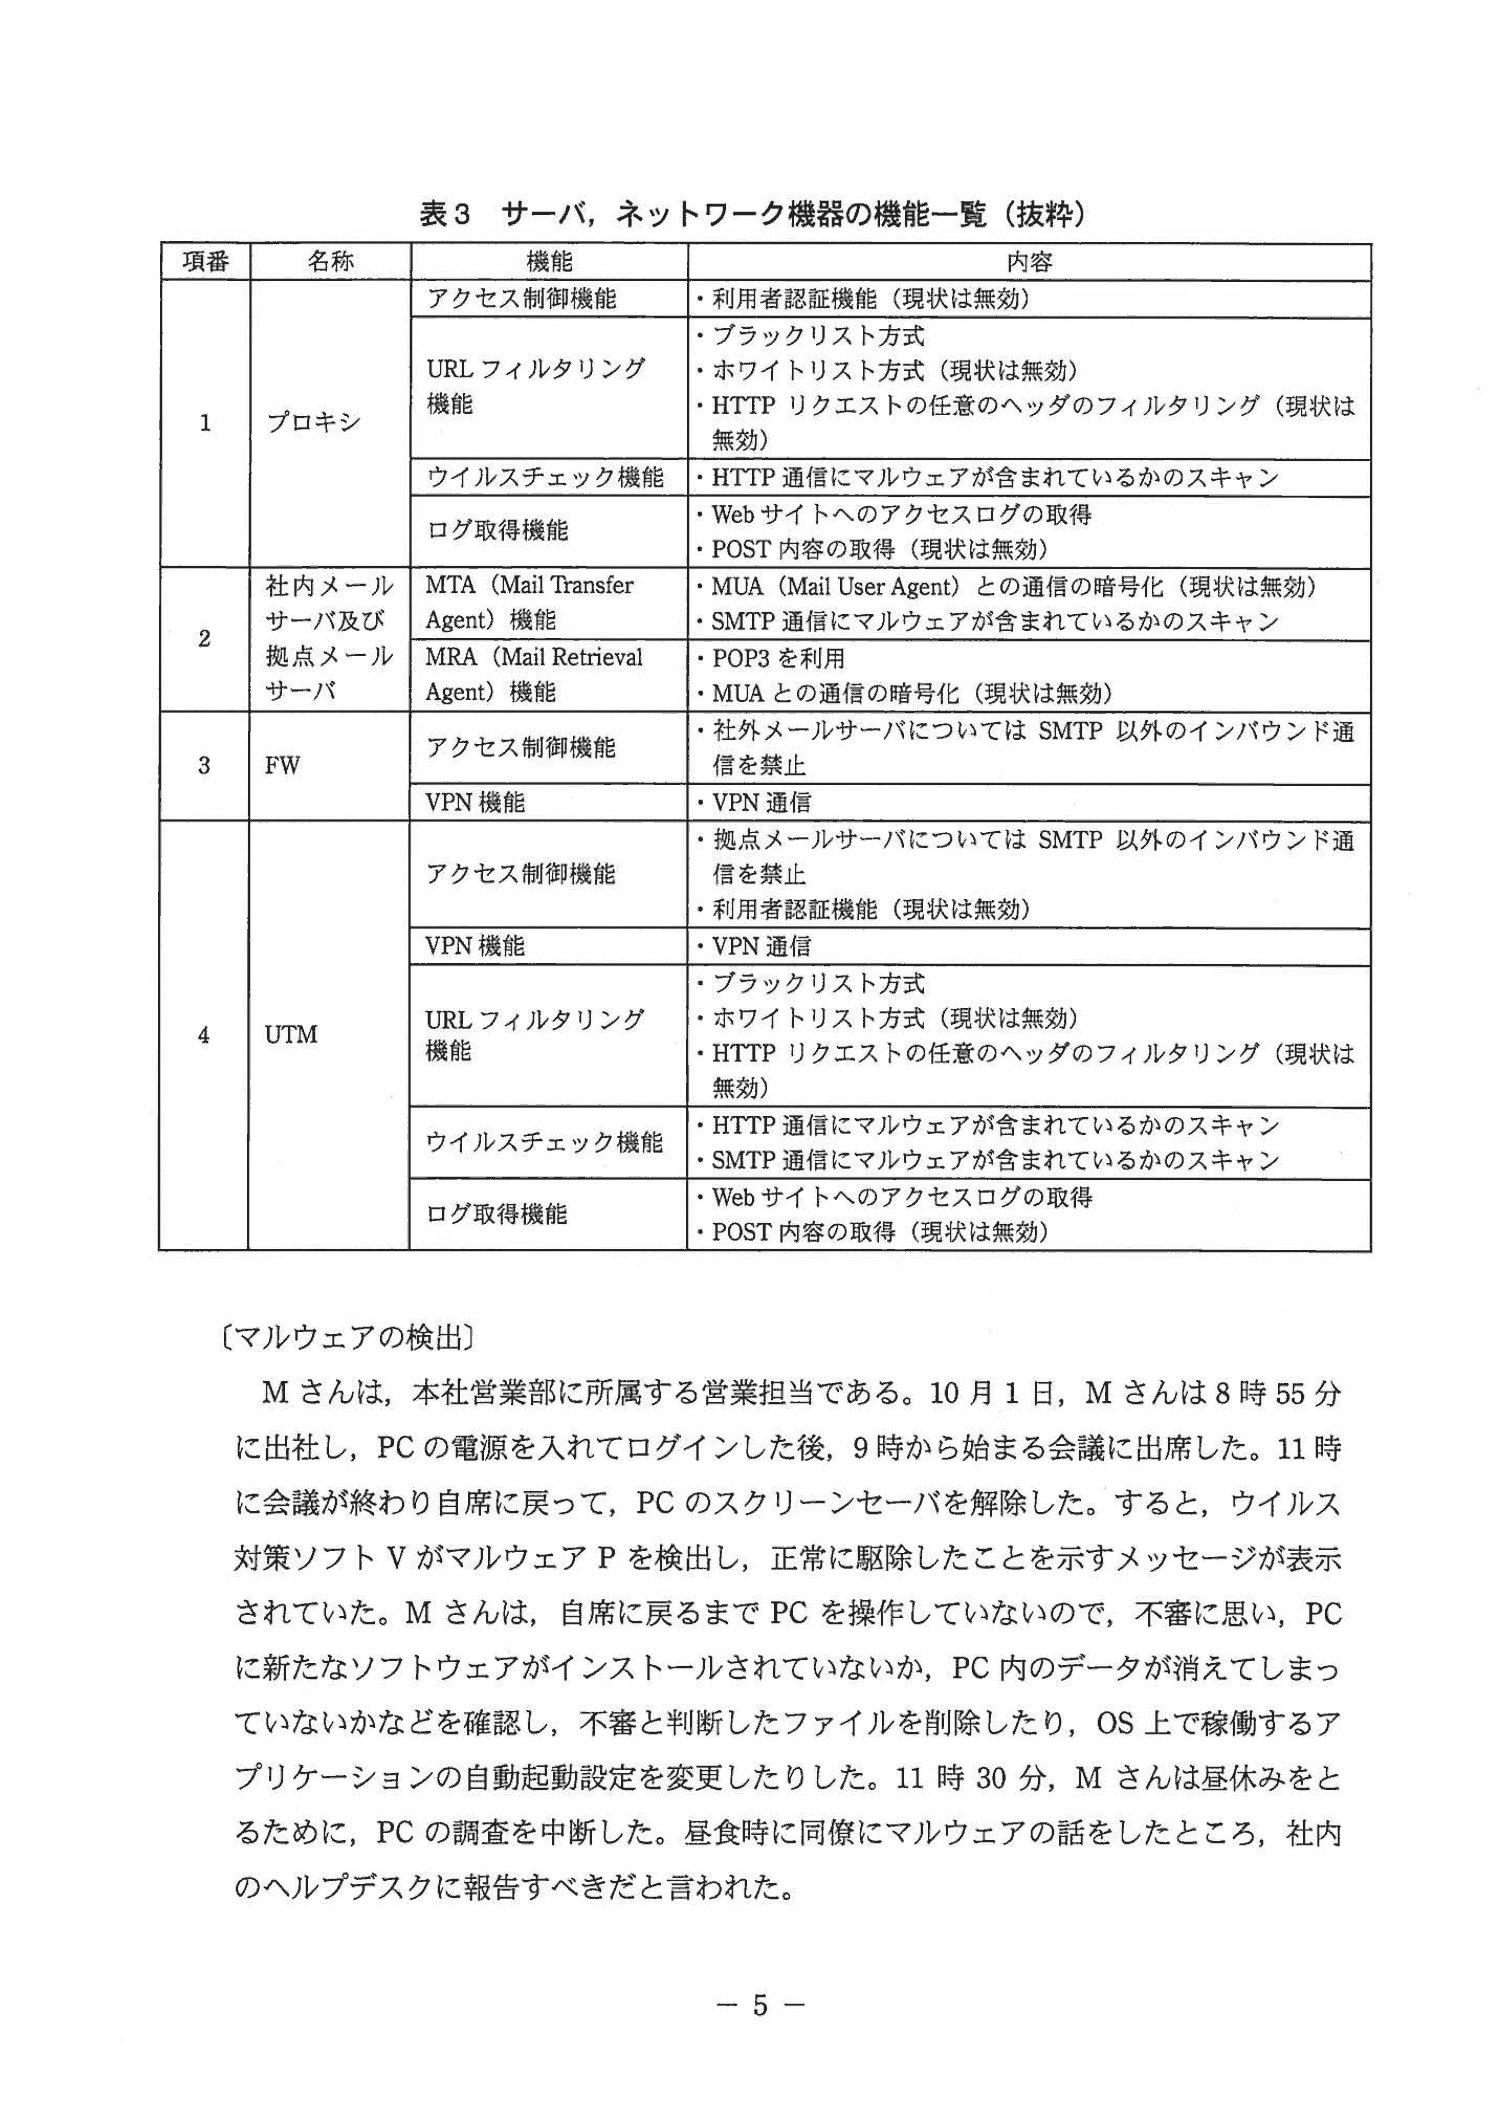 表3　サーバ，ネットワーク機器の機能一覧（抜粋）
項番　名称　機能　内容
1　プロキシ
アクセス制御機能
・利用者認証機能（現状は無効）
URL フィルタリング
機能
・ブラックリスト方式
・ホワイトリスト方式（現状は無効）
・HTTP リクエストの任意のヘッダのフィルタリング（現状は
無効）
ウイルスチェック機能
・HTTP 通信にマルウェアが含まれているかのスキャン
ログ取得機能
・Web サイトへのアクセスログの取得
・POST 内容の取得（現状は無効）
2
社内メール
サーバ及び
拠点メール
サーバ
MTA（Mail Transfer
Agent）機能
・MUA（Mail User Agent）との通信の暗号化（現状は無効）
・SMTP 通信にマルウェアが含まれているかのスキャン
MRA（Mail Retrieval
Agent）機能
・POP3 を利用
・MUA との通信の暗号化（現状は無効）
3　FW
アクセス制御機能
・社外メールサーバについては SMTP 以外のインバウンド通
信を禁止
VPN 機能
・VPN 通信
4　UTM
アクセス制御機能
・拠点メールサーバについては SMTP 以外のインバウンド通
信を禁止
・利用者認証機能（現状は無効）
VPN 機能
・VPN 通信
URL フィルタリング
機能
・ブラックリスト方式
・ホワイトリスト方式（現状は無効）
・HTTP リクエストの任意のヘッダのフィルタリング（現状は
無効）
ウイルスチェック機能
・HTTP 通信にマルウェアが含まれているかのスキャン
・SMTP 通信にマルウェアが含まれているかのスキャン
ログ取得機能
・Web サイトへのアクセスログの取得
・POST 内容の取得（現状は無効）
〔マルウェアの検出〕
M さんは，本社営業部に所属する営業担当である。10 月 1 日，M さんは 8 時 55 分
に出社し，PC の電源を入れてログインした後，9 時から始まる会議に出席した。11 時
に会議が終わり自席に戻って，PC のスクリーンセーバを解除した。すると，ウイルス
対策ソフト V がマルウェア P を検出し，正常に駆除したことを示すメッセージが表示
されていた。M さんは，自席に戻るまで PC を操作していないので，不審に思い，PC
に新たなソフトウェアがインストールされていないか，PC 内のデータが消えてしまっ
ていないかなどを確認し，不審と判断したファイルを削除したり，OS 上で稼働するア
プリケーションの自動起動設定を変更したりした。11 時 30 分，M さんは昼休みをと
るために，PC の調査を中断した。昼食時に同僚にマルウェアの話をしたところ，社内
のヘルプデスクに報告すべきだと言われた。
－ 5 －